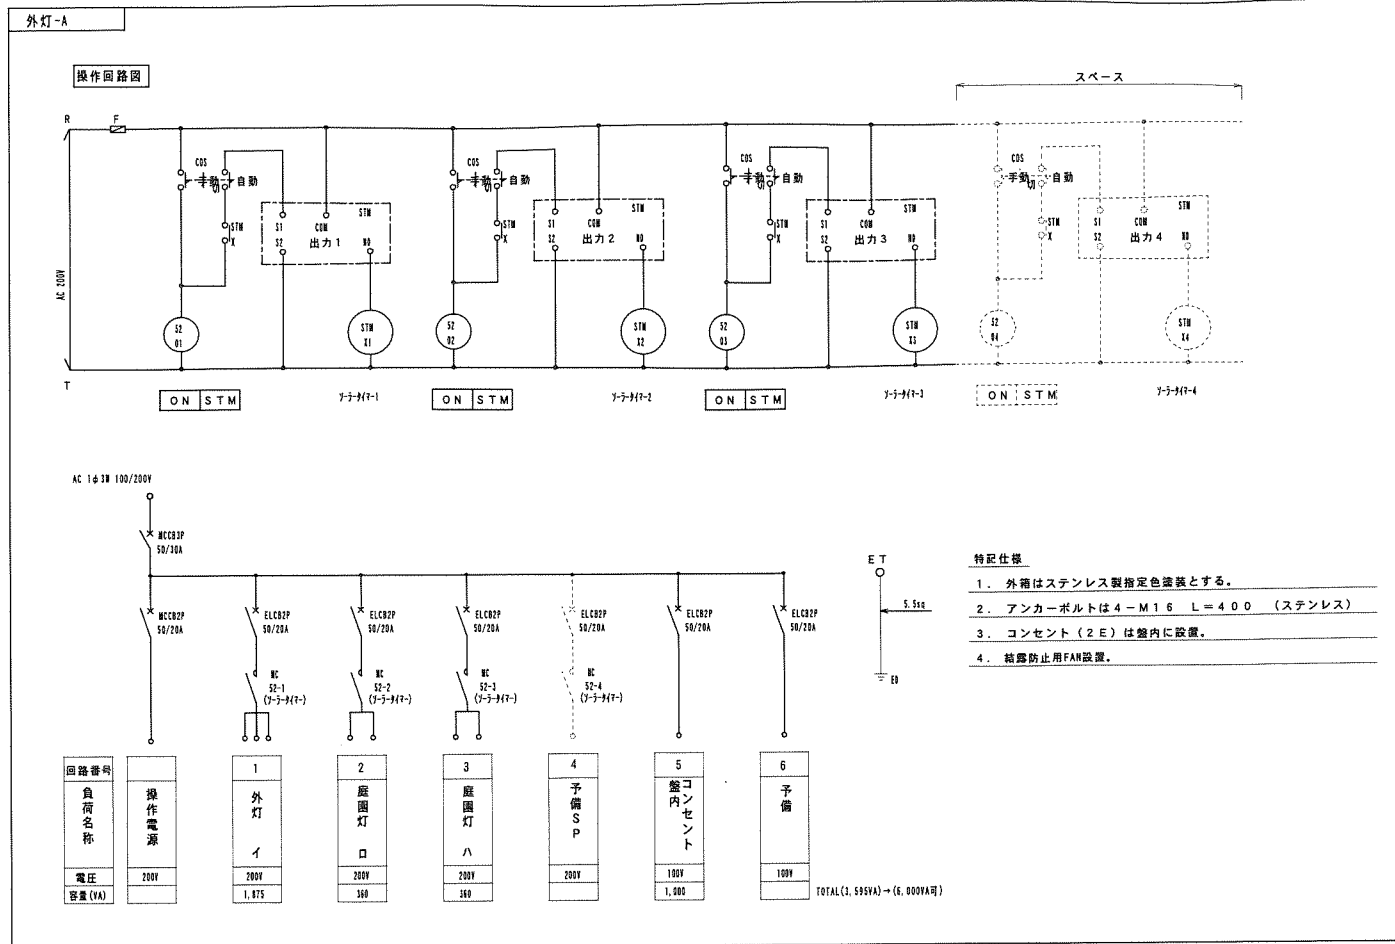 外灯-A
操作回路図
スペース
R
F
AC 200V
T
COS
手動
切
自動
STM
X
STM
S1
COM
S2
出力1
NO
52
01
STM
X1
ON STM
ソーラータイマー1
COS
手動
切
自動
STM
X
STM
S1
COM
S2
出力2
NO
52
02
STM
X2
ON STM
ソーラータイマー2
COS
手動
切
自動
STM
X
STM
S1
COM
S2
出力3
NO
52
03
STM
X3
ON STM
ソーラータイマー3
COS
手動
切
自動
STM
X
STM
S1
COM
S2
出力4
NO
52
04
STM
X4
ON STM
ソーラータイマー4
AC 1φ3W 100/200V
MCCB3P
50/30A
MCCB2P
50/20A
ELCB2P
50/20A
ELCB2P
50/20A
ELCB2P
50/20A
ELCB2P
50/20A
ELCB2P
50/20A
ELCB2P
50/20A
MC
52-1
(ソーラータイマー)
MC
52-2
(ソーラータイマー)
MC
52-3
(ソーラータイマー)
MC
52-4
(ソーラータイマー)
ET
5.5sq
ED
特記仕様
1. 外箱はステンレス製指定色塗装とする。
2. アンカーボルトは4-M16 L=400 (ステンレス)
3. コンセント(2E)は盤内に設置。
4. 結露防止用FAN設置。
回路番号 1 2 3 4 5 6
負荷名称
操作電源
外灯 イ
庭園灯 ロ
庭園灯 ハ
予備SP
盤内コンセント
予備
電圧 200V 200V 200V 200V 200V 100V 100V
容量(VA) 1,875 360 360 1,000
TOTAL(3,595VA)→(6,000VA可)